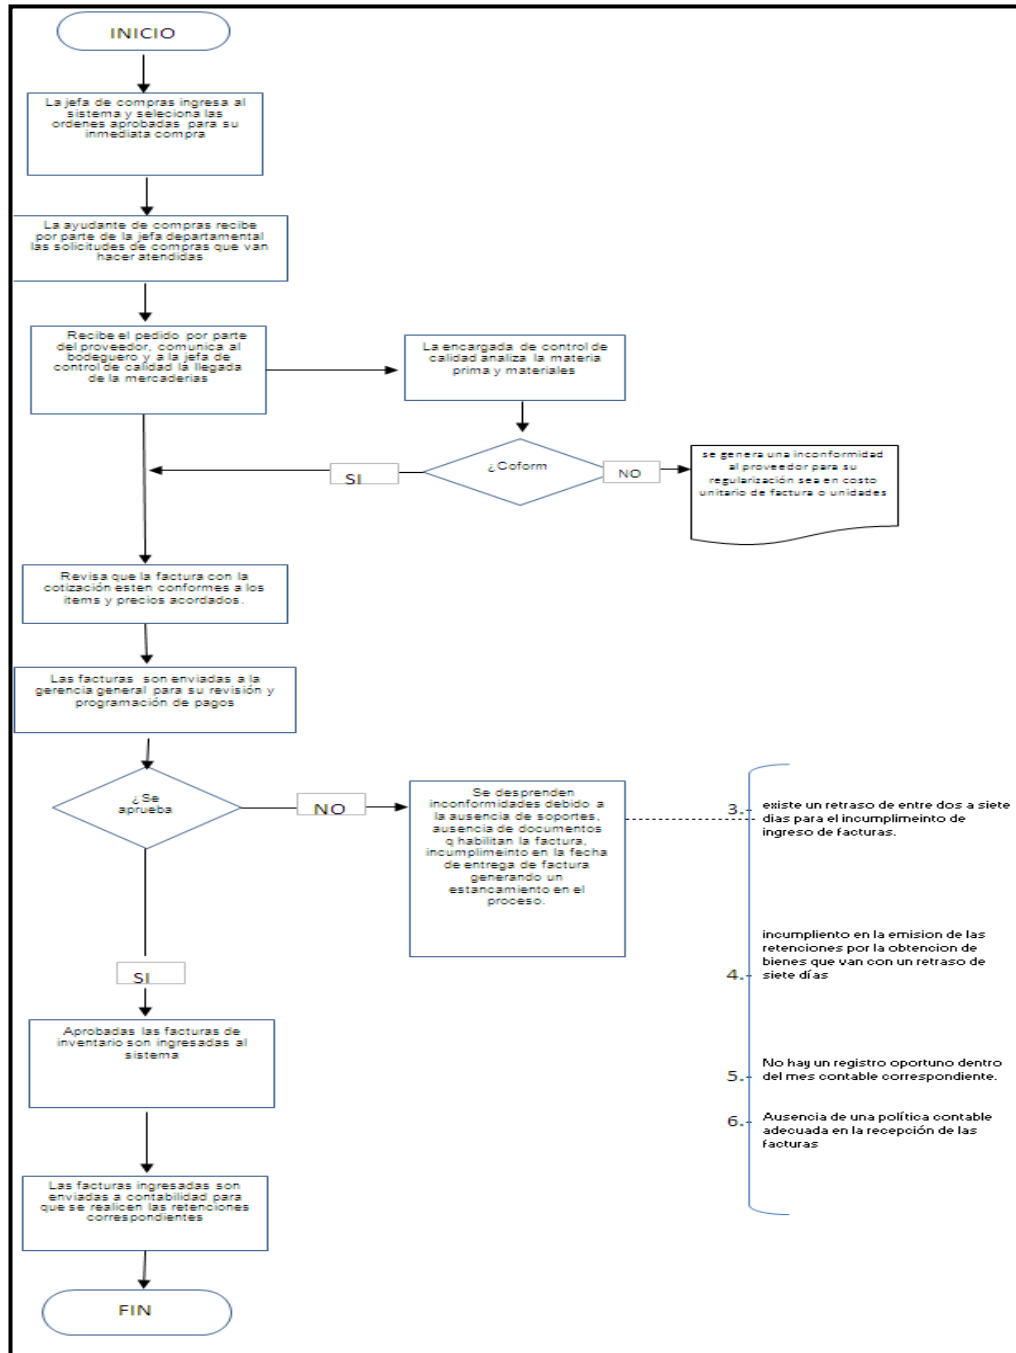 INICIO
La jefa de compras ingresa al
sistema y selecciona las
ordenes aprobadas para su
inmediata compra
La ayudante de compras recibe
por parte de la jefa departamental
las solicitudes de compras que van
hacer atendidas
Recibe el pedido por parte
del proveedor, comunica al
bodeguero y a la jefa de
control de calidad la llegada
de la mercaderias
La encargada de control de
calidad analiza la materia
prima y materiales
¿Coform
SI
NO
se genera una inconformidad
al proveedor para su
regularización sea en costo
unitario de factura o unidades
Revisa que la factura con la
cotización esten conformes a los
items y precios acordados.
Las facturas son enviadas a la
gerencia general para su revisión y
programación de pagos
¿Se
aprueba
NO
Se desprenden
inconformidades debido a
la ausencia de soportes,
ausencia de documentos
q habilitan la factura,
incumplimeinto en la fecha
de entrega de factura
generando un
estancamiento en el
proceso.
3.- existe un retraso de entre dos a siete
dias para el incumplimeinto de
ingreso de facturas.
4.- incumpliento en la emision de las
retenciones por la obtencion de
bienes que van con un retraso de
siete días
5.- No hay un registro oportuno dentro
del mes contable correspondiente.
6.- Ausencia de una política contable
adecuada en la recepción de las
facturas
SI
Aprobadas las facturas de
inventario son ingresadas al
sistema
Las facturas ingresadas son
enviadas a contabilidad para
que se realicen las retenciones
correspondientes
FIN